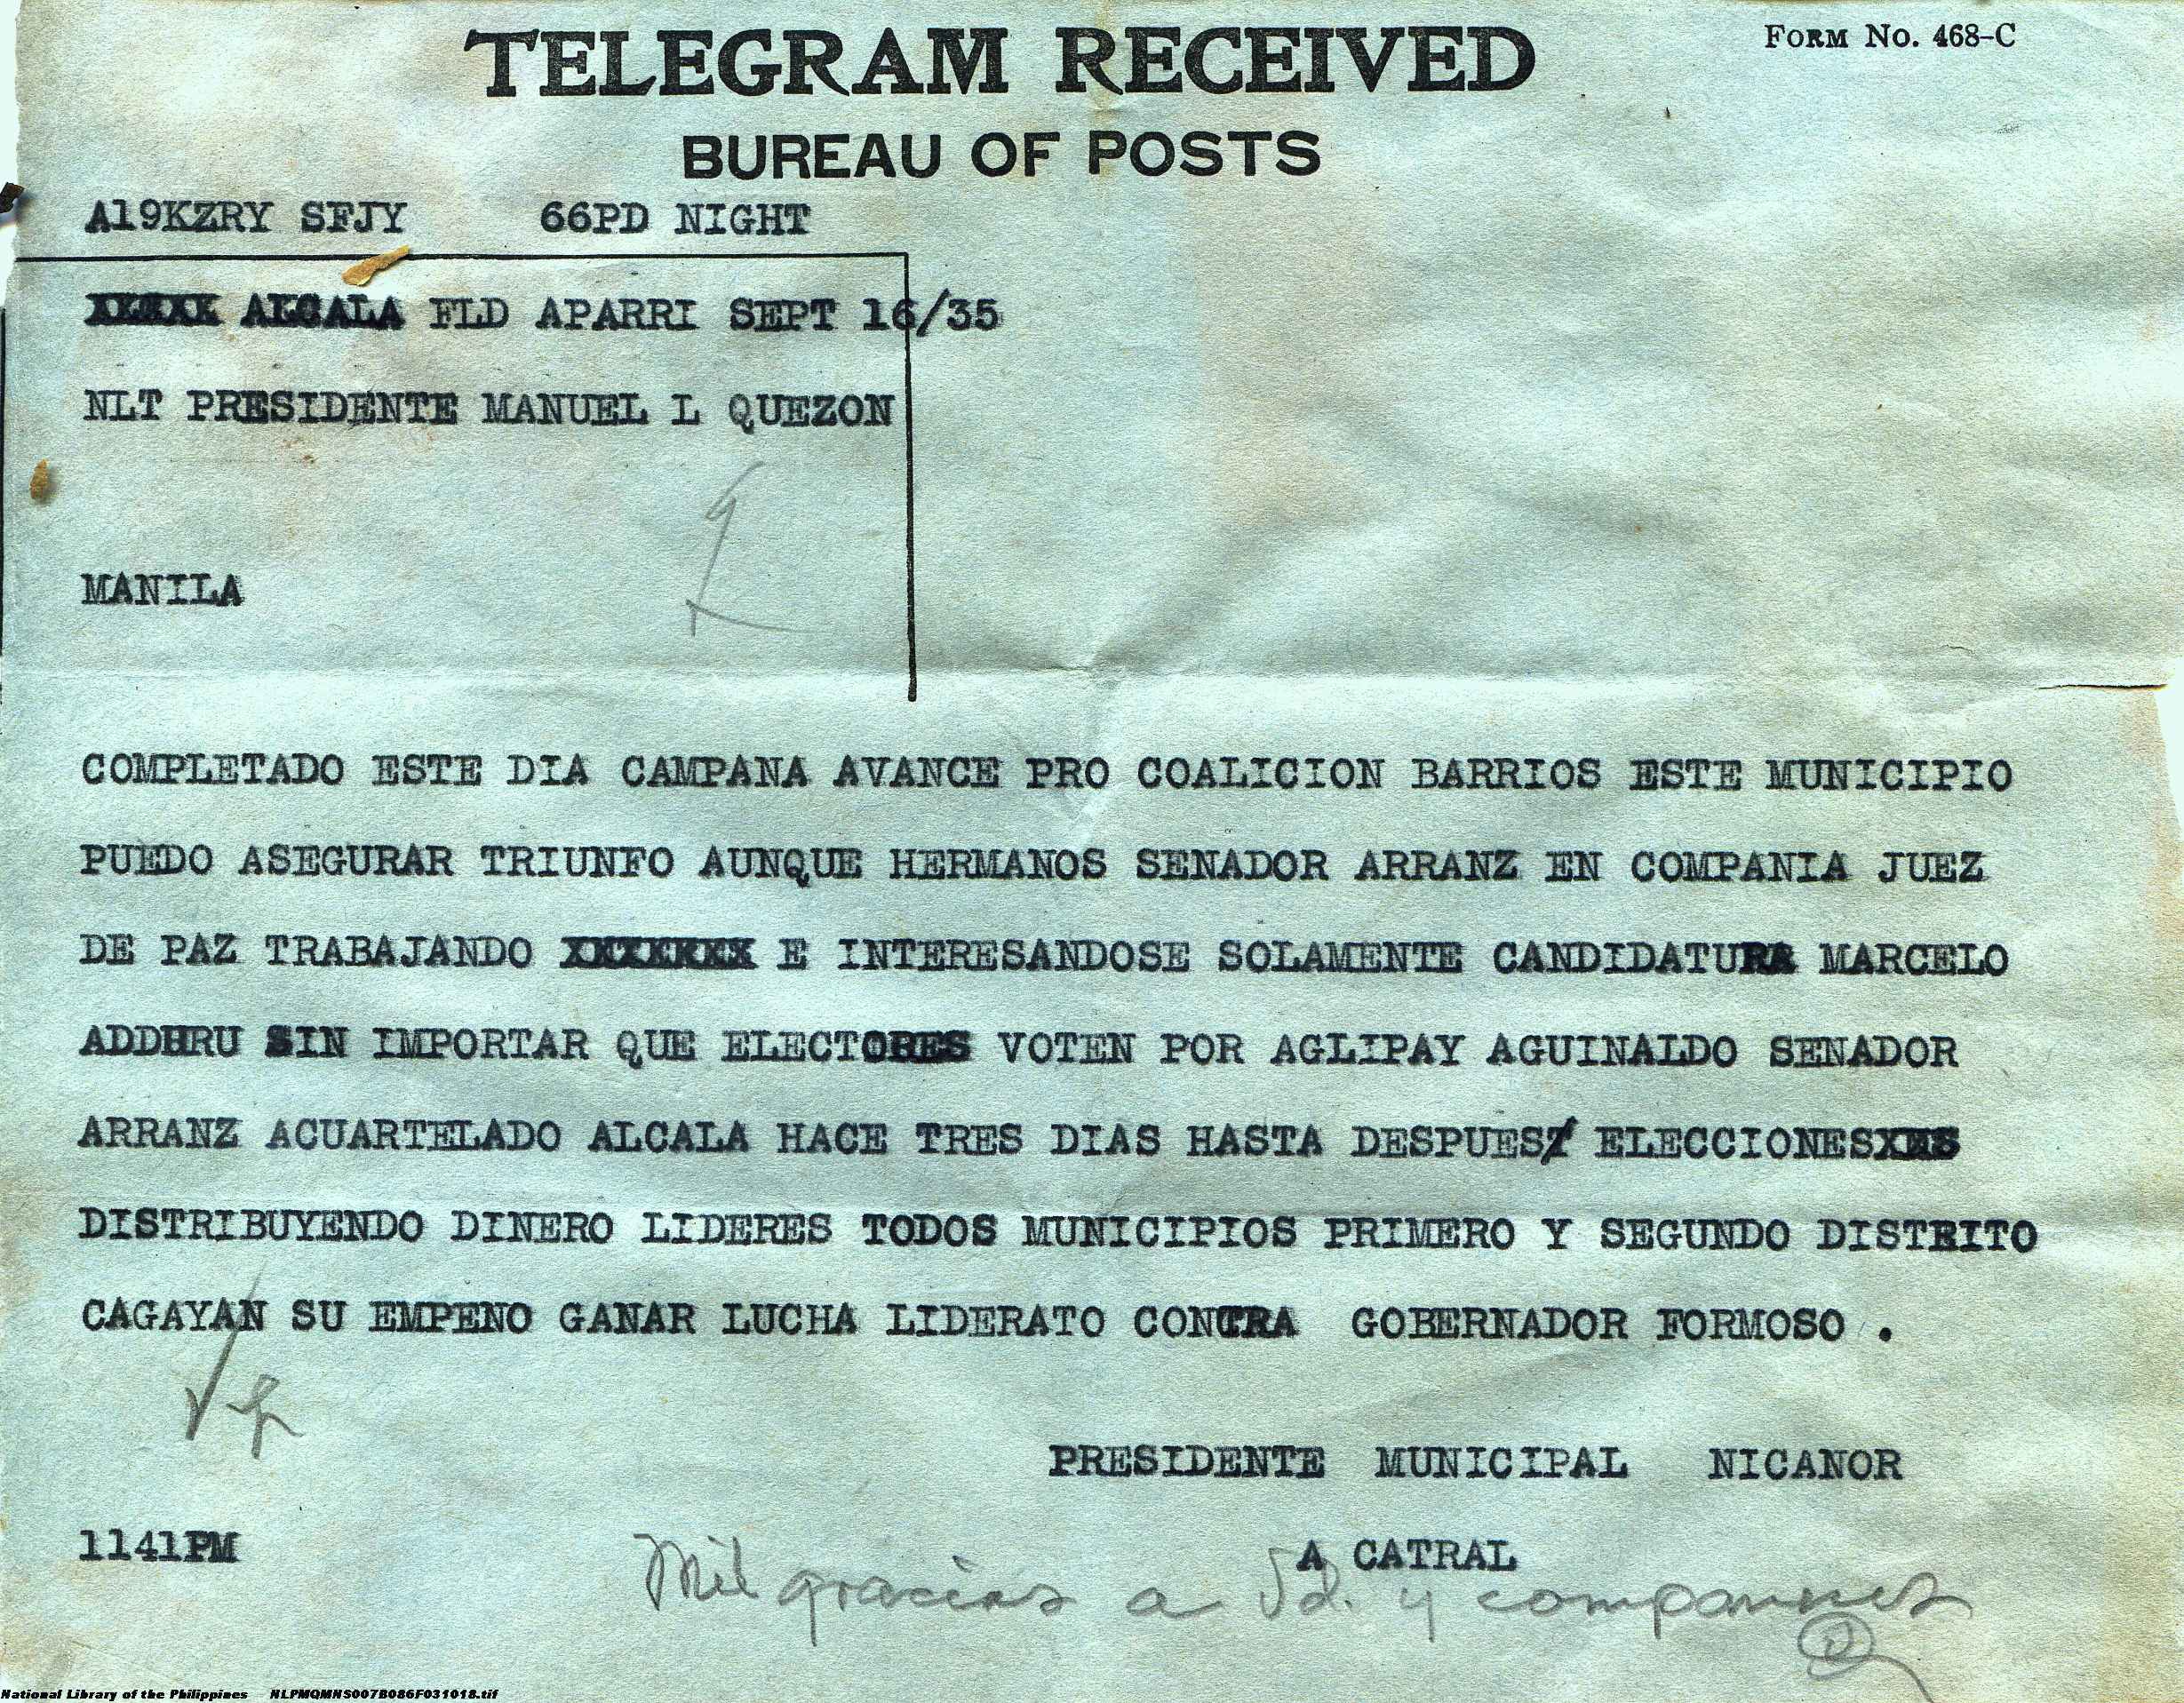 FORM NO. 468-C
TELEGRAM RECEIVED
BUREAU OF POSTS
A19KZRY SFJY 66PD NIGHT
ALCALA FLD APARRI SEPT 16/35
NLT PRESIDENTE MANUEL L QUEZON
MANILA
COMPLETADO ESTE DIA CAMPANA AVANCE PRO COALICION BARRIOS ESTE MUNICIPIO
PUEDO ASEGURAR TRIUNFO AUNQUE HERMANOS SENADOR ARRANZ EN COMPANIA JUEZ
DE PAZ TRABAJANDO E INTERESANDOSE SOLAMENTE CANDIDATURA MARCELO
ADDURU SIN IMPORTAR QUE ELECTORES VOTEN POR AGLIPAY AGUINALDO SENADOR
ARRANZ ACUARTELADO ALCALA HACE TRES DIAS HASTA DESPUES ELECCIONES
DISTRIBUYENDO DINERO LIDERES TODOS MUNICIPIOS PRIMERO Y SEGUNDO DISTRITO
CAGAYAN SU EMPENO GANAR LUCHA LIDERATO CONTRA GOBERNADOR FORMOSO .
PRESIDENTE MUNICIPAL NICANOR
1141PM
A CATRAL
Mil gracias a Vd. y
National Library of the Philippines NLPMQMNS007B086F031018.tif